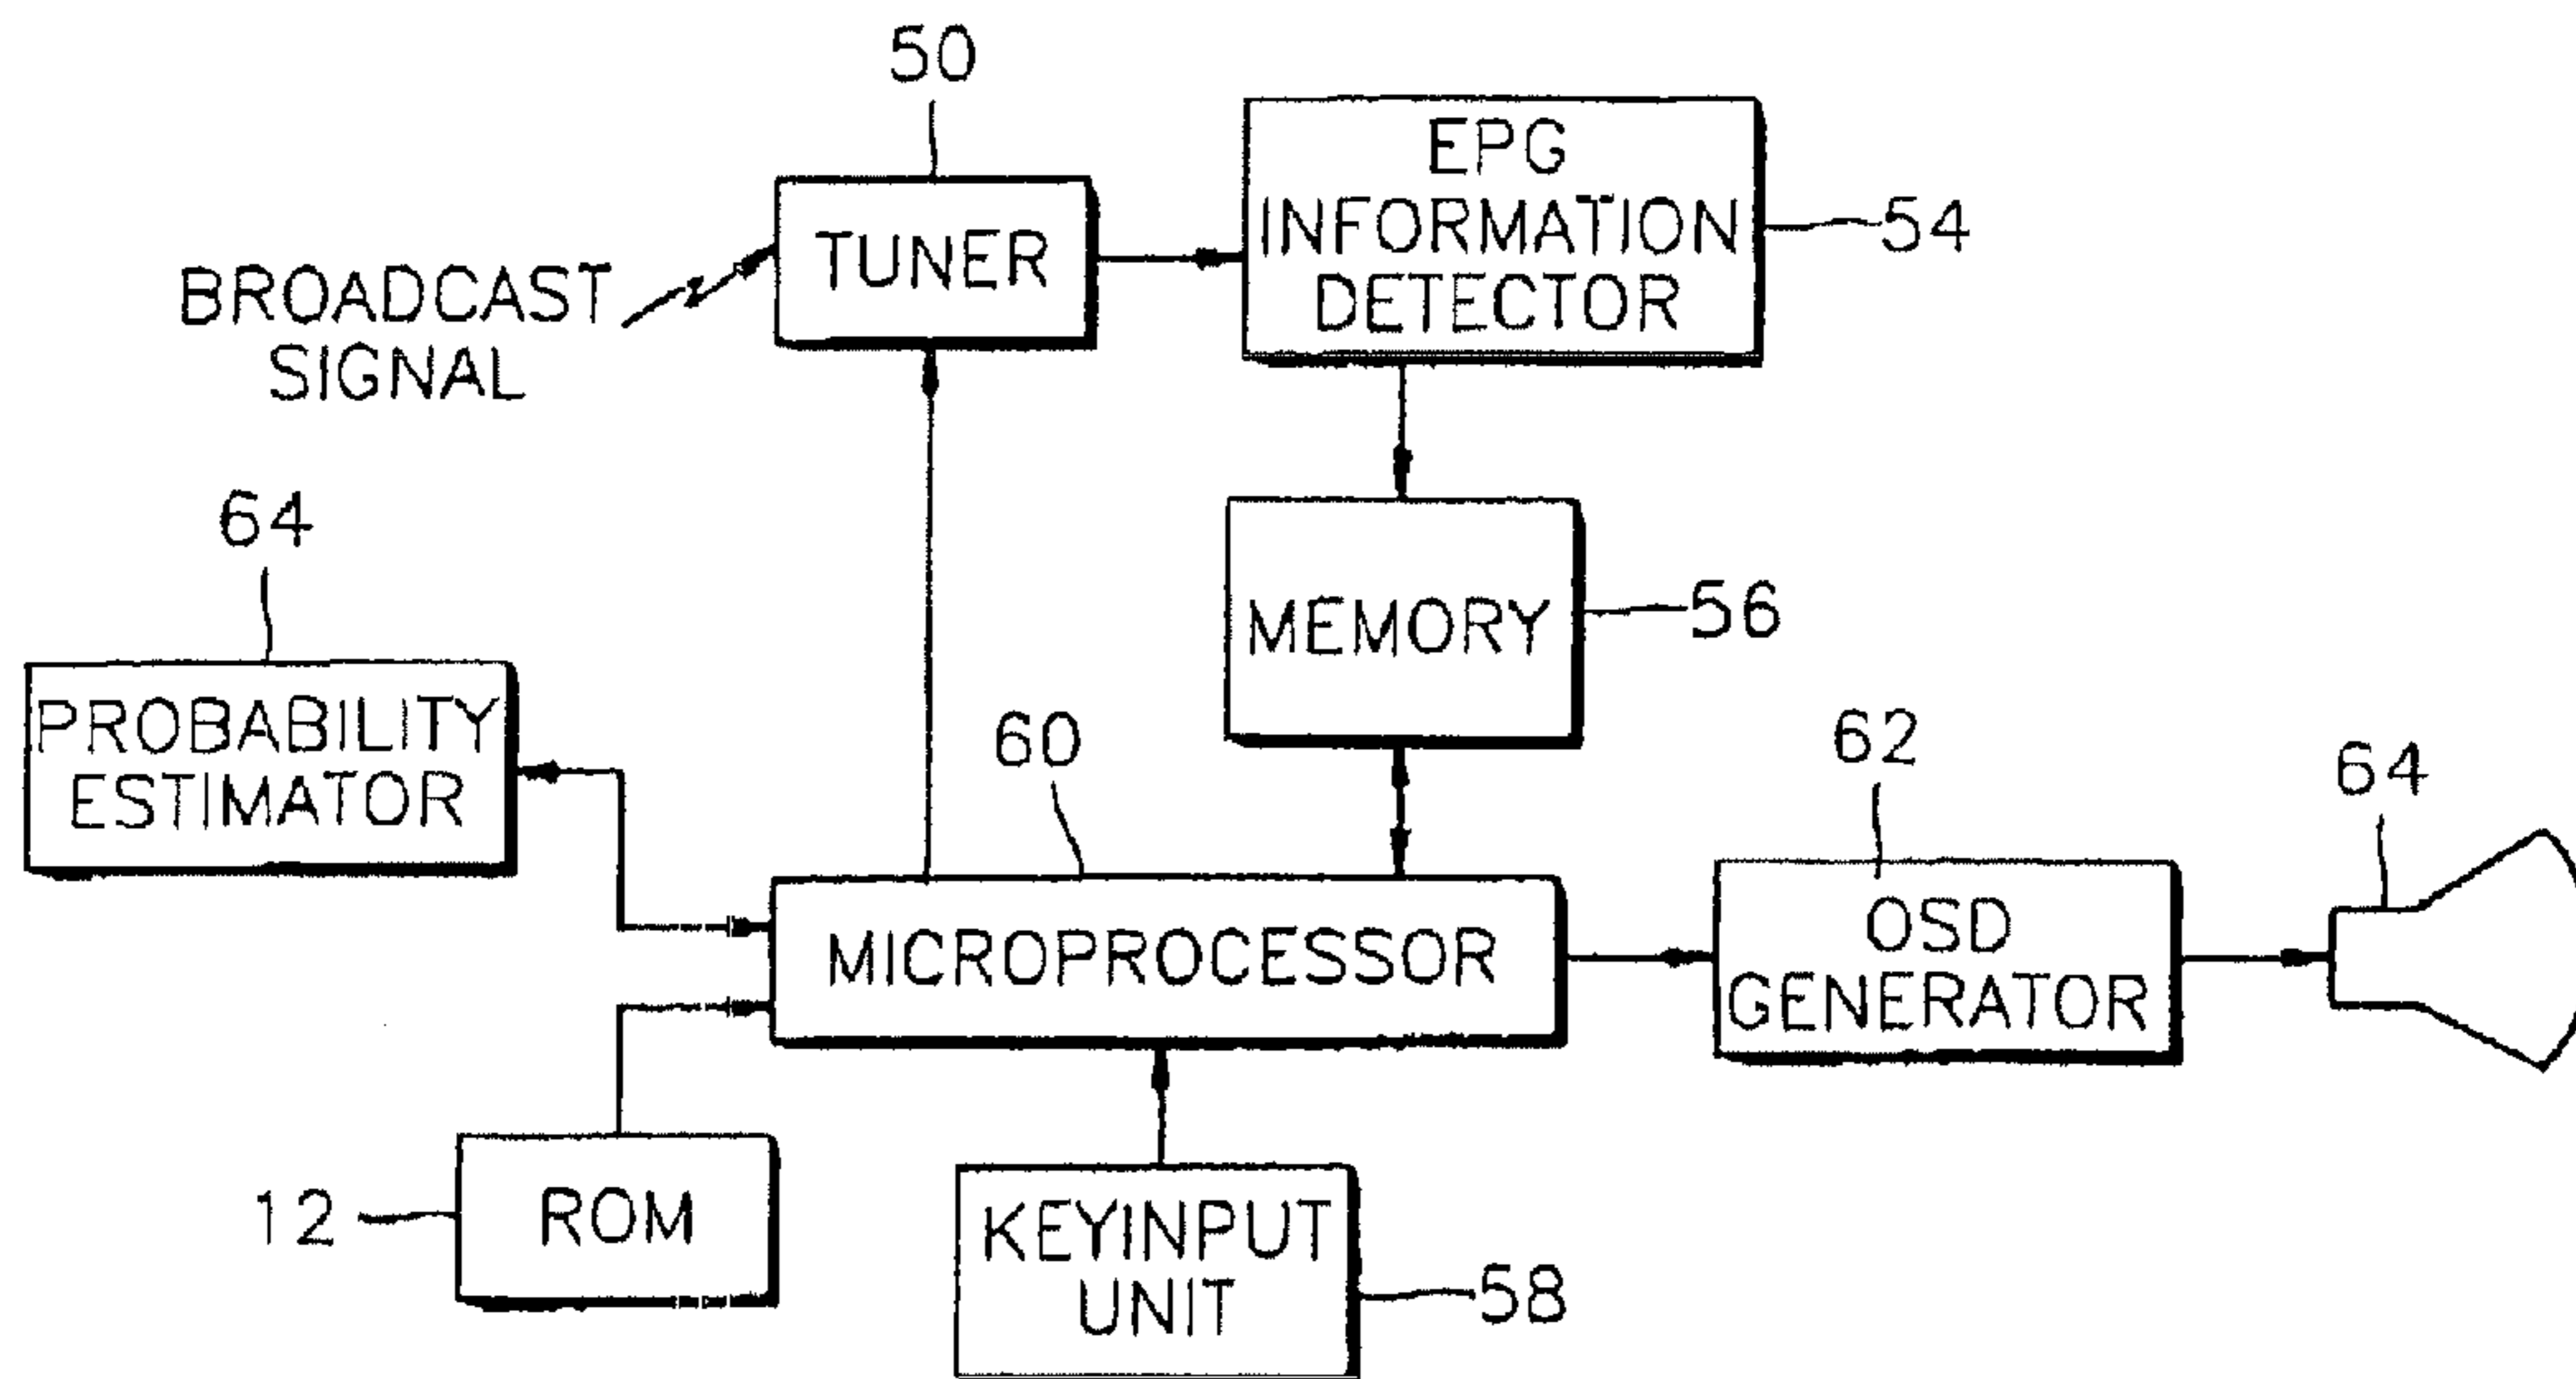 50
TUNER
EPG
INFORMATION
DETECTOR
54
BROADCAST
SIGNAL
64
PROBABILITY
ESTIMATOR
MEMORY
56
60
MICROPROCESSOR
62
OSD
GENERATOR
64
12
ROM
KEYINPUT
UNIT
58